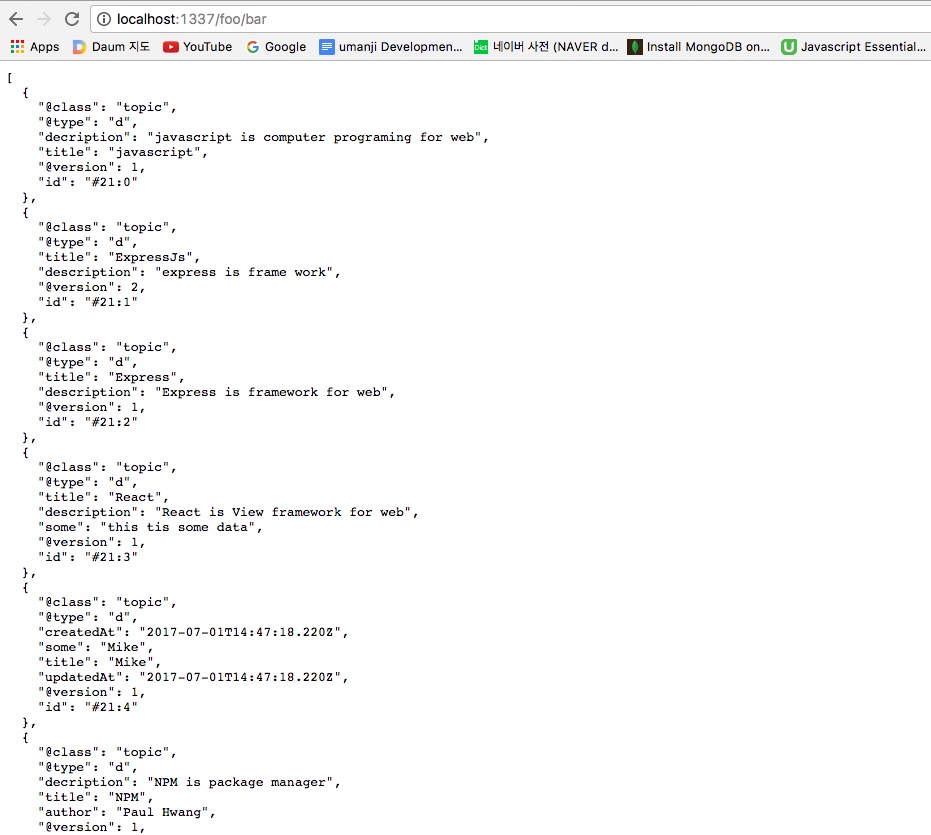 localhost:1337/foo/bar
Apps Daum 지도 YouTube Google umanji Developmen... Dict 네이버 사전 (NAVER d... Install MongoDB on... U Javascript Essential...
[
  {
    "@class": "topic",
    "@type": "d",
    "decription": "javascript is computer programing for web",
    "title": "javascript",
    "@version": 1,
    "id": "#21:0"
  },
  {
    "@class": "topic",
    "@type": "d",
    "title": "ExpressJs",
    "description": "express is frame work",
    "@version": 2,
    "id": "#21:1"
  },
  {
    "@class": "topic",
    "@type": "d",
    "title": "Express",
    "description": "Express is framework for web",
    "@version": 1,
    "id": "#21:2"
  },
  {
    "@class": "topic",
    "@type": "d",
    "title": "React",
    "description": "React is View framework for web",
    "some": "this tis some data",
    "@version": 1,
    "id": "#21:3"
  },
  {
    "@class": "topic",
    "@type": "d",
    "createdAt": "2017-07-01T14:47:18.220Z",
    "some": "Mike",
    "title": "Mike",
    "updatedAt": "2017-07-01T14:47:18.220Z",
    "@version": 1,
    "id": "#21:4"
  },
  {
    "@class": "topic",
    "@type": "d",
    "decription": "NPM is package manager",
    "title": "NPM",
    "author": "Paul Hwang",
    "@version": 1,